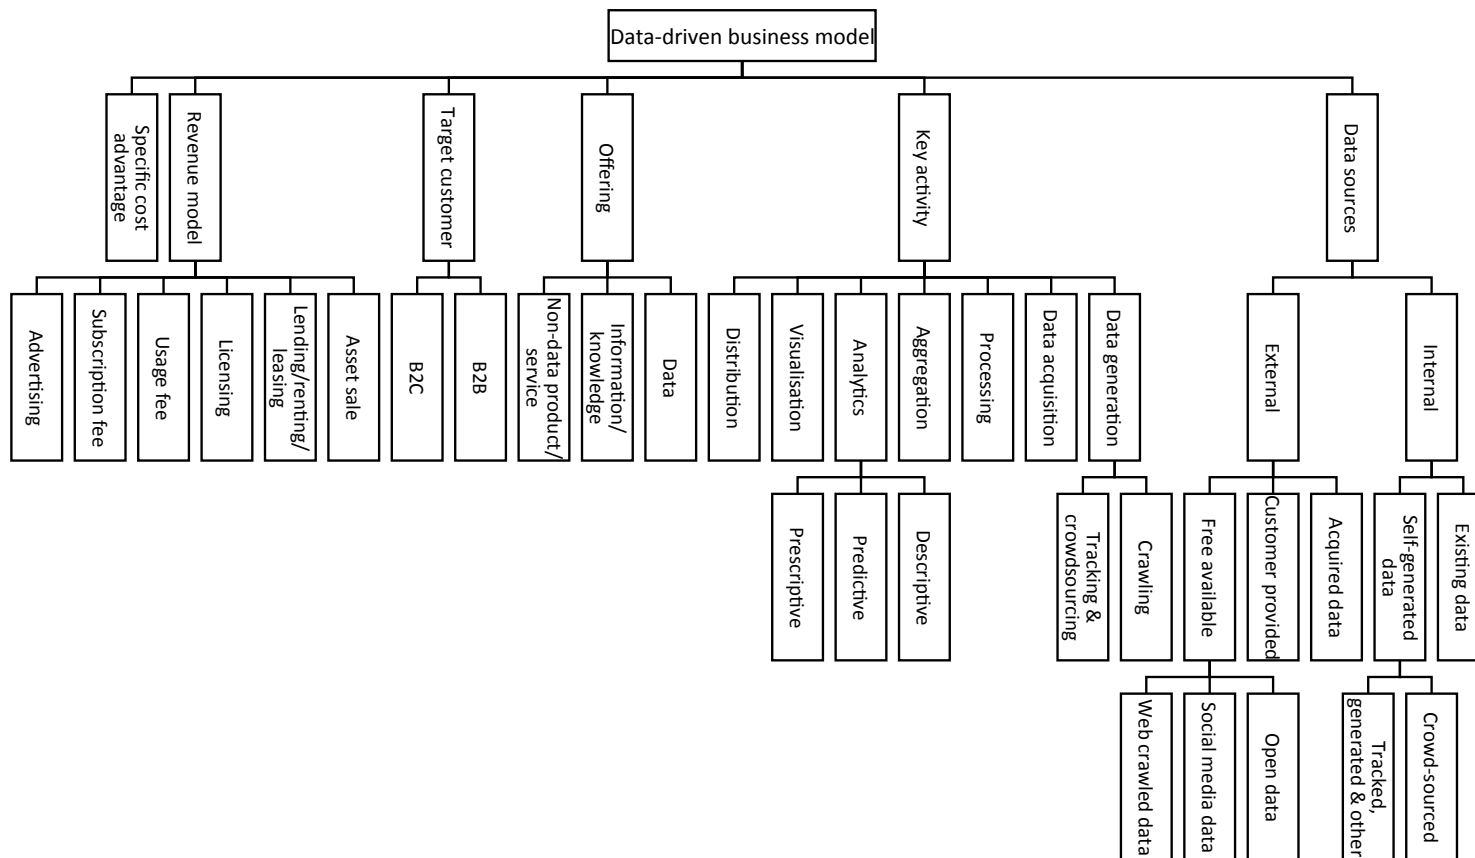 Data-driven business model
Specific cost
advantage
Revenue model
Target customer
Offering
Key activity
Data sources
Advertising
Subscription fee
Usage fee
Licensing
Lending/renting/
leasing
Asset sale
B2C
B2B
Non-data product/
service
Information/
knowledge
Data
Distribution
Visualisation
Analytics
Aggregation
Processing
Data acquisition
Data generation
External
Internal
Prescriptive
Predictive
Descriptive
Tracking &
crowdsourcing
Crawling
Free available
Customer provided
Acquired data
Self-generated
data
Existing data
Web crawled data
Social media data
Open data
Tracked,
generated & other
Crowd-sourced